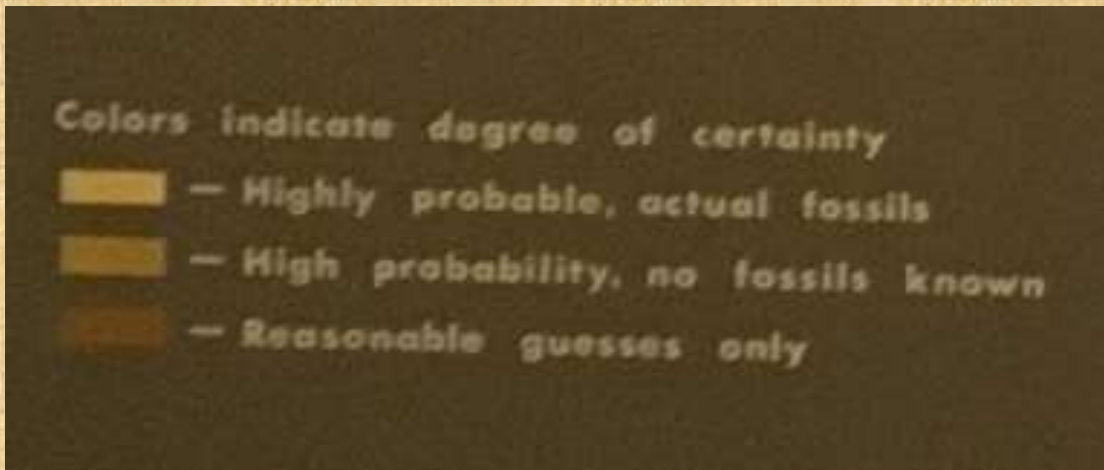 Colors indicate degree of certainty
— Highly probable, actual fossils
— High probability, no fossils known
— Reasonable guesses only